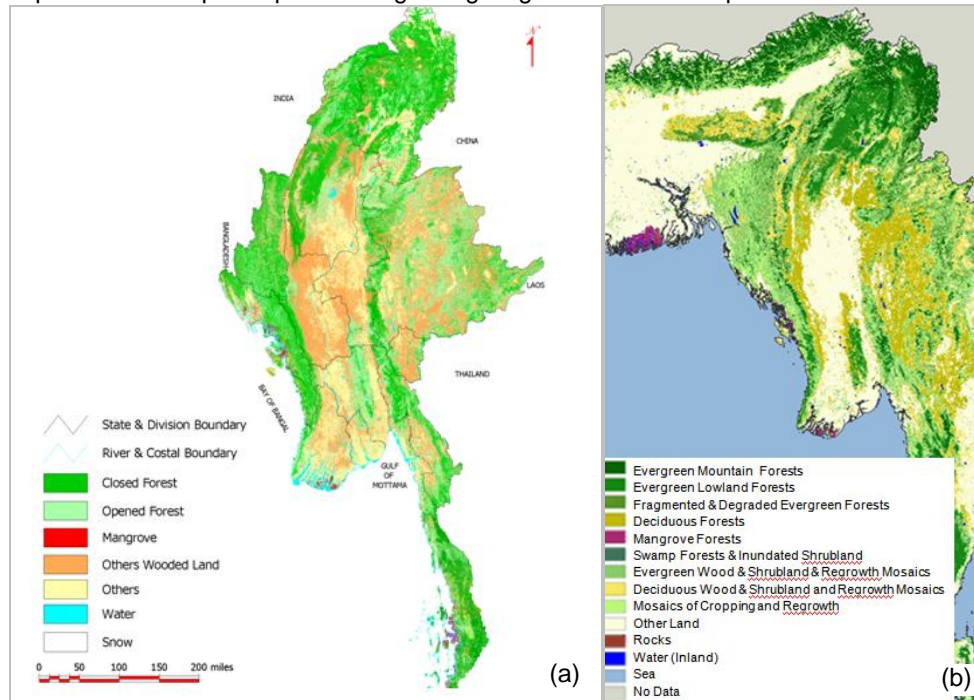 INDIA
CHINA
BANGLADESH
LAOS
THAILAND
BAY OF BANGAL
GULF
OF
MOTTAMA
State & Division Boundary
River & Costal Boundary
Closed Forest
Opened Forest
Mangrove
Others Wooded Land
Others
Water
Snow
0 50 100 150 200 miles
(a)
Evergreen Mountain Forests
Evergreen Lowland Forests
Fragmented & Degraded Evergreen Forests
Deciduous Forests
Mangrove Forests
Swamp Forests & Inundated Shrubland
Evergreen Wood & Shrubland & Regrowth Mosaics
Deciduous Wood & Shrubland and Regrowth Mosaics
Mosaics of Cropping and Regrowth
Other Land
Rocks
Water (Inland)
Sea
No Data
(b)